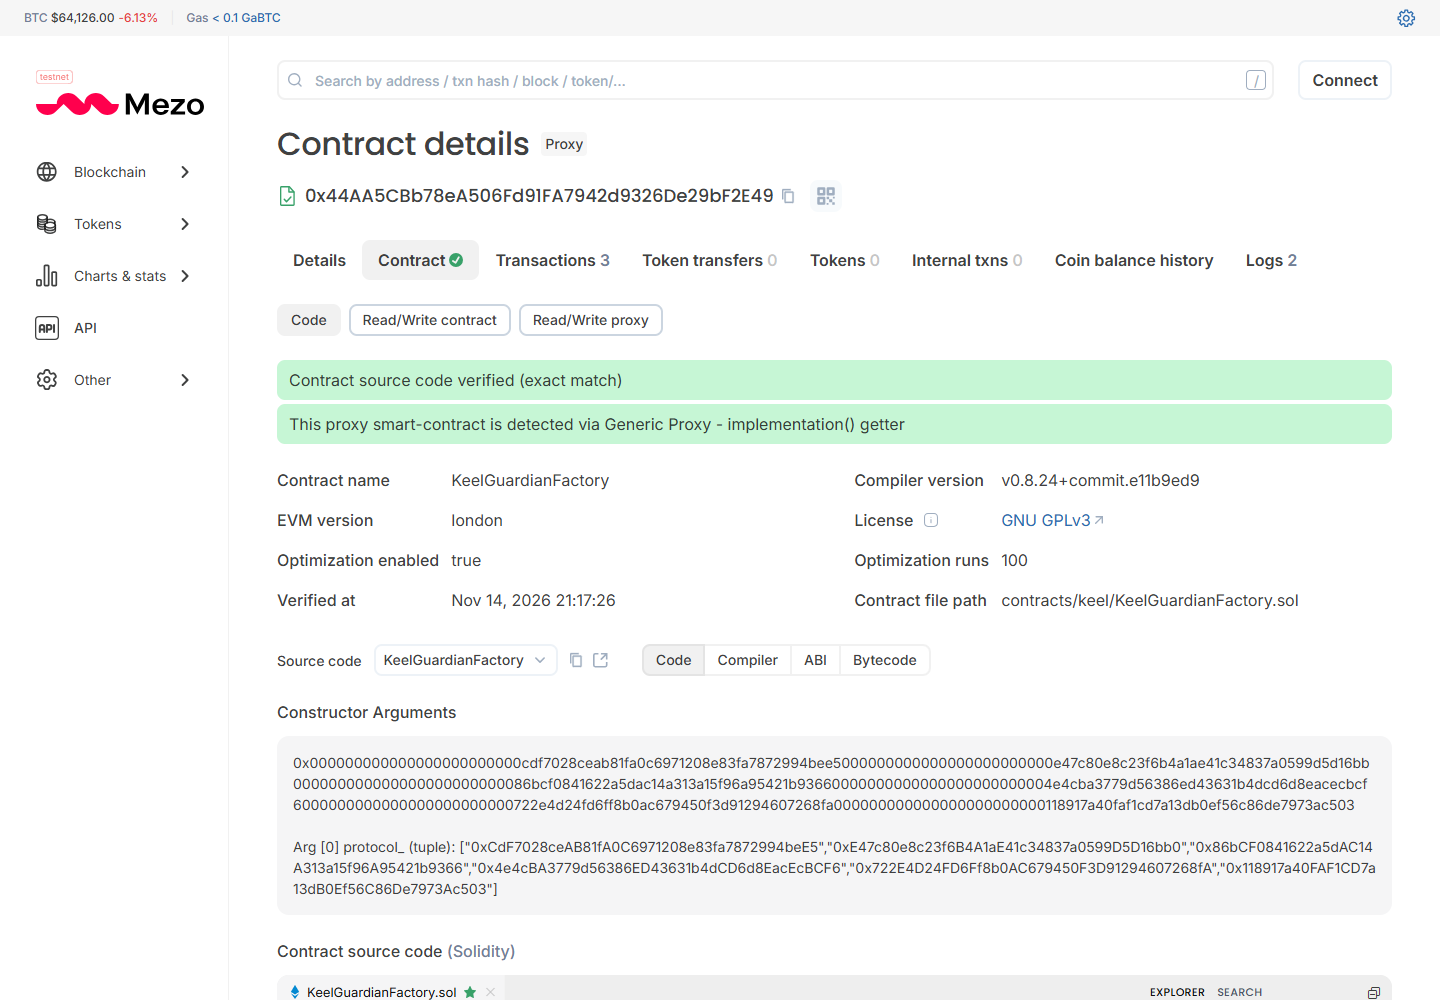 BTC $64,126.00 -6.13% Gas < 0.1 GaBTC
testnet
Mezo
Search by address / txn hash / block / token/... /
Connect
Blockchain
Tokens
Charts & stats
API API
Other
Contract details Proxy
0x44AA5CBb78eA506Fd91FA7942d9326De29bF2E49
Details Contract Transactions 3 Token transfers 0 Tokens 0 Internal txns 0 Coin balance history Logs 2
Code Read/Write contract Read/Write proxy
Contract source code verified (exact match)
This proxy smart-contract is detected via Generic Proxy - implementation() getter
Contract name KeelGuardianFactory Compiler version v0.8.24+commit.e11b9ed9
EVM version london License GNU GPLv3
Optimization enabled true Optimization runs 100
Verified at Nov 14, 2026 21:17:26 Contract file path contracts/keel/KeelGuardianFactory.sol
Source code KeelGuardianFactory Code Compiler ABI Bytecode
Constructor Arguments
0x000000000000000000000000cdf7028ceab81fa0c6971208e83fa7872994bee5000000000000000000000000e47c80e8c23f6b4a1ae41c34837a0599d5d16bb
000000000000000000000000086bcf0841622a5dac14a313a15f96a95421b93660000000000000000000000004e4cba3779d56386ed43631b4dcd6d8eacecbcf
6000000000000000000000000722e4d24fd6ff8b0ac679450f3d91294607268fa000000000000000000000000118917a40faf1cd7a13db0ef56c86de7973ac503
Arg [0] protocol_ (tuple): ["0xCdF7028ceAB81fA0C6971208e83fa7872994beE5","0xE47c80e8c23f6B4A1aE41c34837a0599D5D16bb0","0x86bCF0841622a5dAC14
A313a15f96A95421b9366","0x4e4cBA3779d56386ED43631b4dCD6d8EacEcBCF6","0x722E4D24FD6Ff8b0AC679450F3D91294607268fA","0x118917a40FAF1CD7a
13dB0Ef56C86De7973Ac503"]
Contract source code (Solidity)
KeelGuardianFactory.sol EXPLORER SEARCH